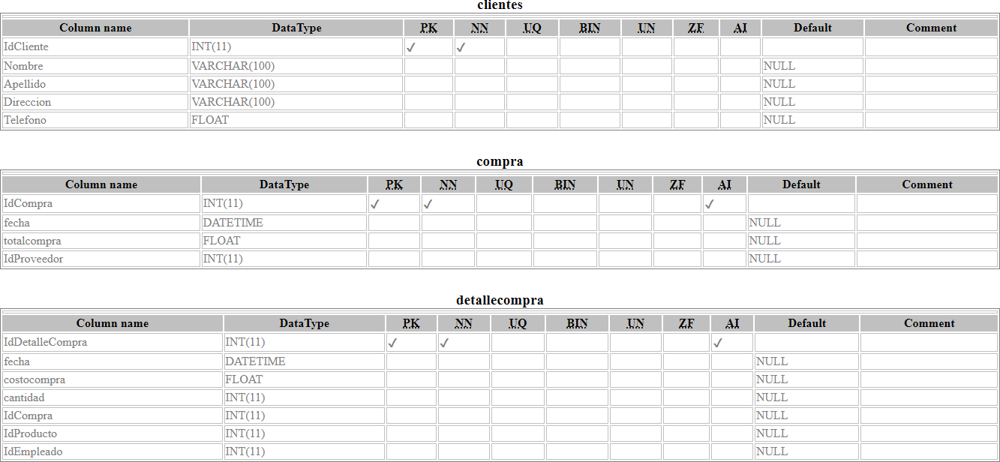 clientes
Column name DataType PK NN UQ BIN UN ZF AI Default Comment
IdCliente INT(11) ✓ ✓
Nombre VARCHAR(100) NULL
Apellido VARCHAR(100) NULL
Direccion VARCHAR(100) NULL
Telefono FLOAT NULL
compra
Column name DataType PK NN UQ BIN UN ZF AI Default Comment
IdCompra INT(11) ✓ ✓ ✓
fecha DATETIME NULL
totalcompra FLOAT NULL
IdProveedor INT(11) NULL
detallecompra
Column name DataType PK NN UQ BIN UN ZF AI Default Comment
IdDetalleCompra INT(11) ✓ ✓ ✓
fecha DATETIME NULL
costocompra FLOAT NULL
cantidad INT(11) NULL
IdCompra INT(11) NULL
IdProducto INT(11) NULL
IdEmpleado INT(11) NULL